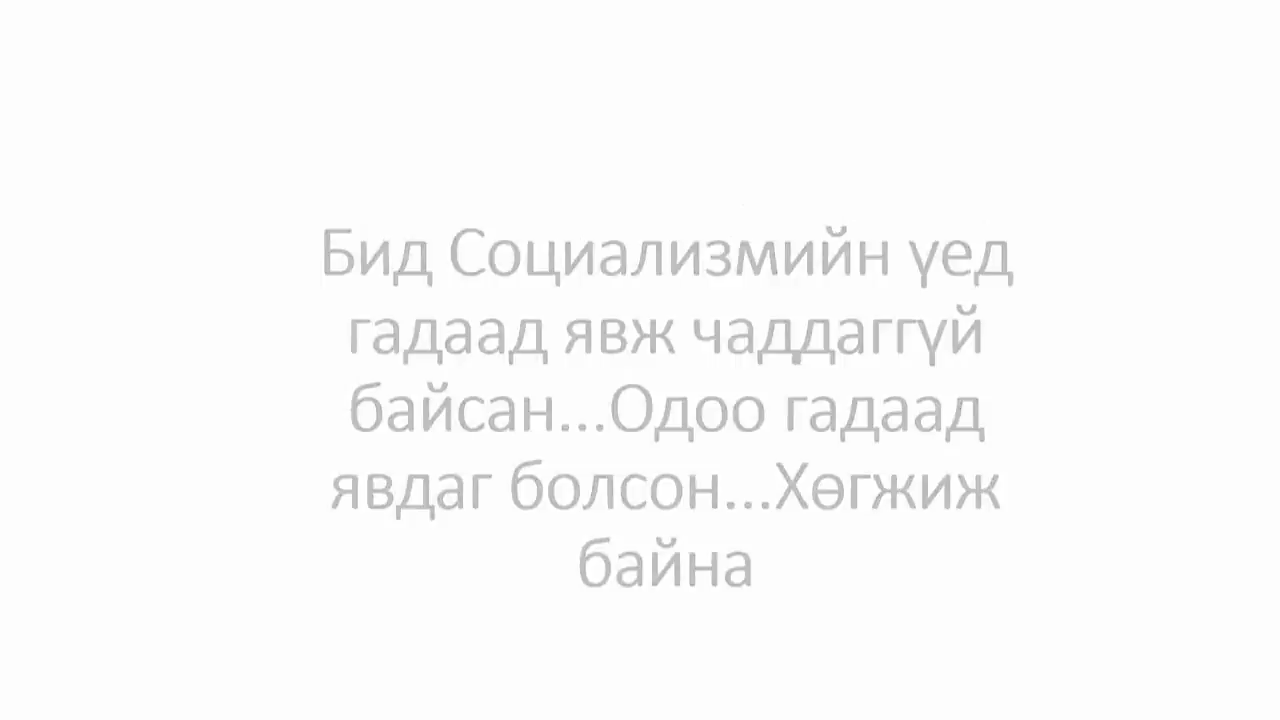 Бид Социализмийн үед
гадаад явж чаддаггүй
байсан...Одоо гадаад
явдаг болсон...Хөгжиж
байна